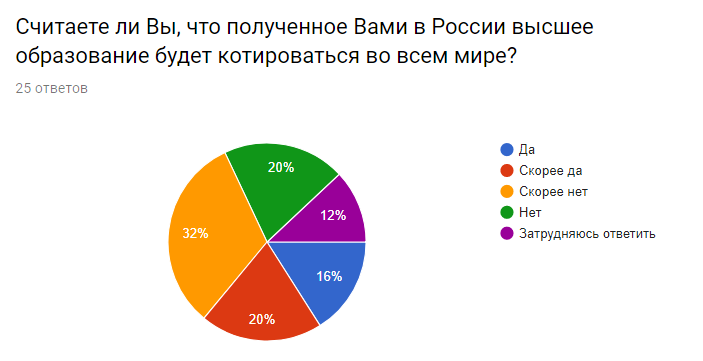 Считаете ли Вы, что полученное Вами в России высшее
образование будет котироваться во всем мире?
25 ответов
20%
12%
32%
16%
20%
Да
Скорее да
Скорее нет
Нет
Затрудняюсь ответить